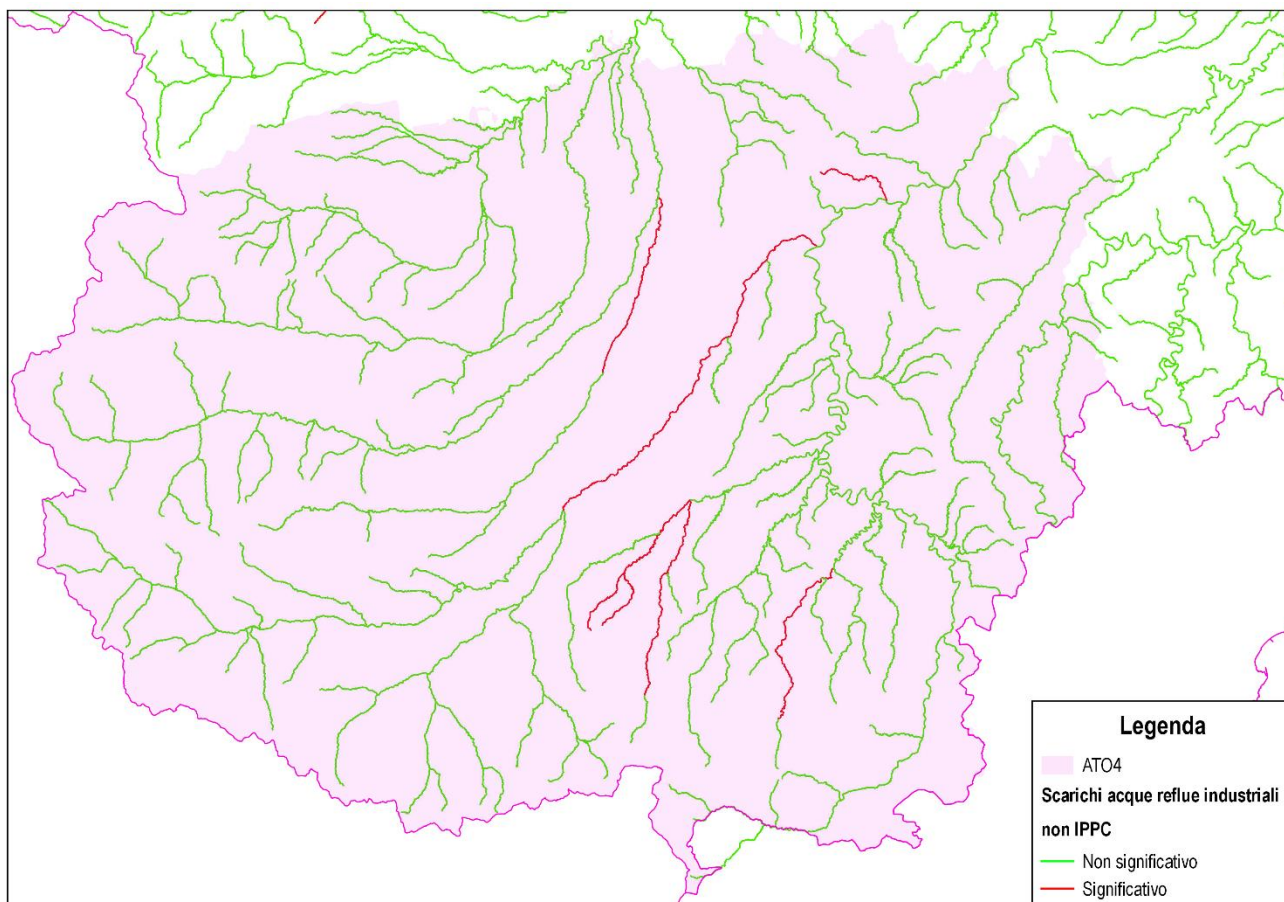 Legenda
ATO4
Scarichi acque reflue industriali
non IPPC
Non significativo
Significativo